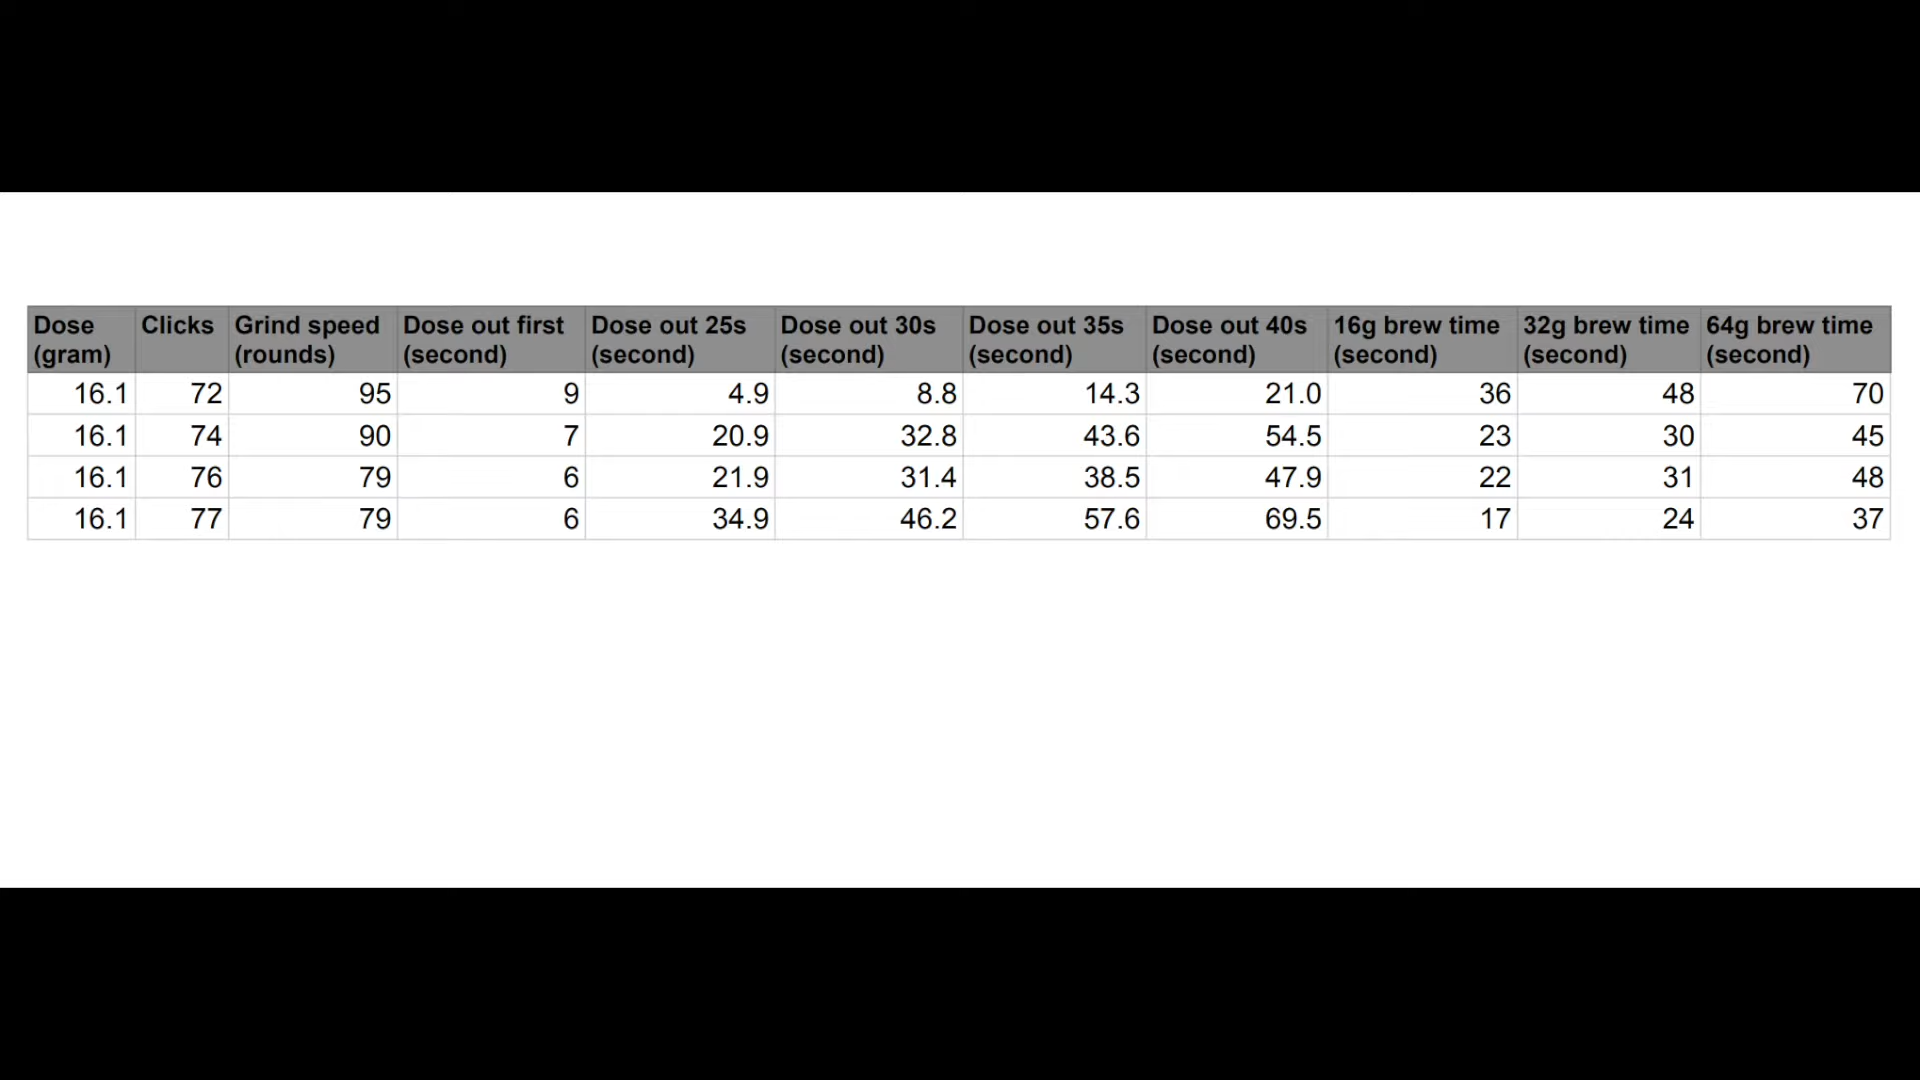 Dose (gram) Clicks Grind speed (rounds) Dose out first (second) Dose out 25s (second) Dose out 30s (second) Dose out 35s (second) Dose out 40s (second) 16g brew time (second) 32g brew time (second) 64g brew time (second)
16.1 72 95 9 4.9 8.8 14.3 21.0 36 48 70
16.1 74 90 7 20.9 32.8 43.6 54.5 23 30 45
16.1 76 79 6 21.9 31.4 38.5 47.9 22 31 48
16.1 77 79 6 34.9 46.2 57.6 69.5 17 24 37